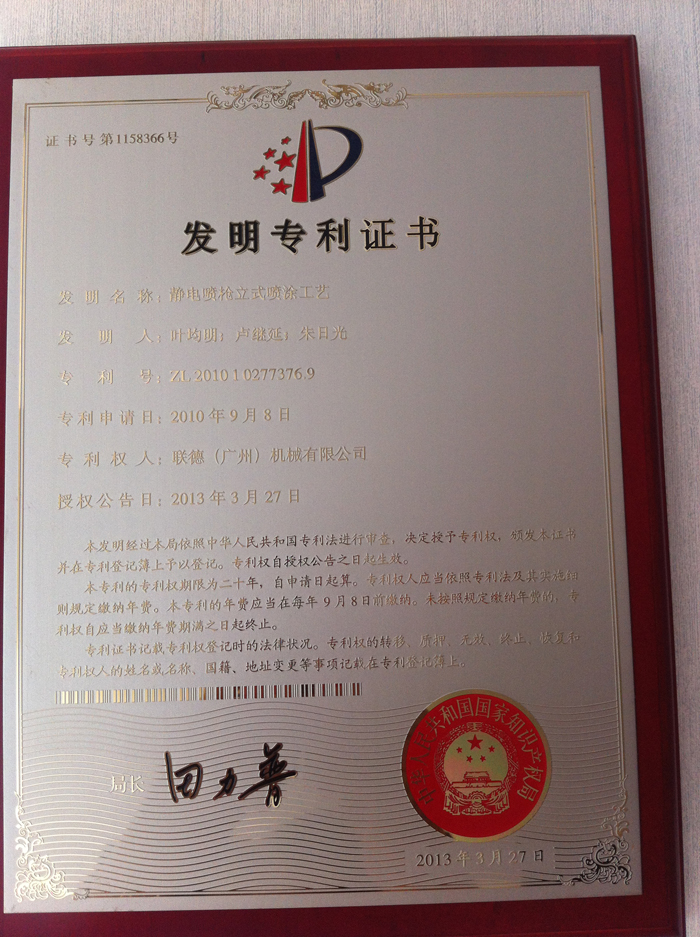 证书号第1158366号
发明专利证书
发明名称：静电喷枪立式喷涂工艺
发明人：叶均明；卢继延；朱日光
专利号：ZL 2010 1 0277376.9
专利申请日：2010年9月8日
专利权人：联德（广州）机械有限公司
授权公告日：2013年3月27日
本发明经过本局依照中华人民共和国专利法进行审查，决定授予专利权，颁发本证书
并在专利登记簿上予以登记。专利权自授权公告之日起生效。
本专利的专利权期限为二十年，自申请日起算。专利权人应当依照专利法及其实施细
则规定缴纳年费。本专利的年费应当在每年9月8日前缴纳。未按照规定缴纳年费的，专
利权自应当缴纳年费期满之日起终止。
专利证书记载专利权登记时的法律状况。专利权的转移、质押、无效、终止、恢复和
专利权人的姓名或名称、国籍、地址变更等事项记载在专利登记簿上。
局长 田力普
中华人民共和国国家知识产权局
2013年3月27日